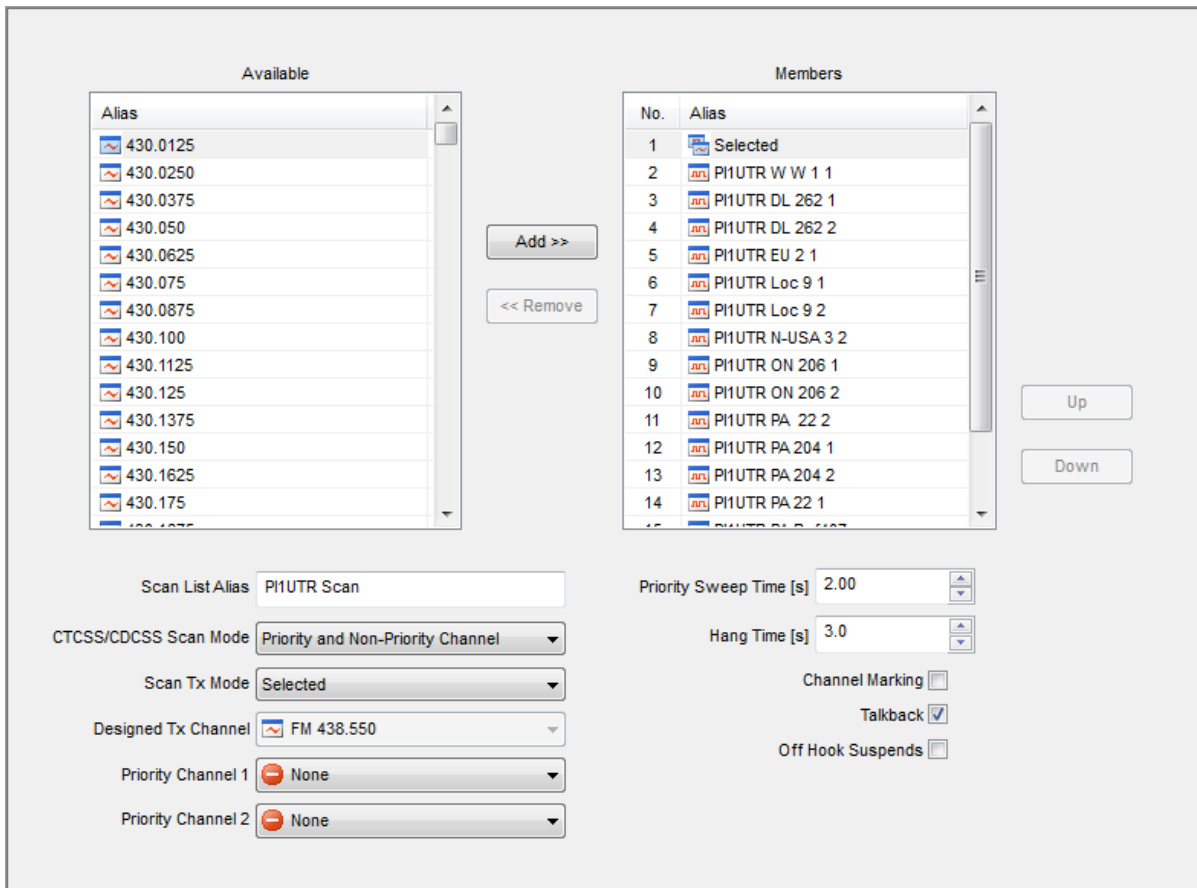 Available
Members
Alias
430.0125
430.0250
430.0375
430.050
430.0625
430.075
430.0875
430.100
430.1125
430.125
430.1375
430.150
430.1625
430.175
Add >>
<< Remove
No. Alias
1 Selected
2 PI1UTR W W 1 1
3 PI1UTR DL 262 1
4 PI1UTR DL 262 2
5 PI1UTR EU 2 1
6 PI1UTR Loc 9 1
7 PI1UTR Loc 9 2
8 PI1UTR N-USA 3 2
9 PI1UTR ON 206 1
10 PI1UTR ON 206 2
11 PI1UTR PA 22 2
12 PI1UTR PA 204 1
13 PI1UTR PA 204 2
14 PI1UTR PA 22 1
Up
Down
Scan List Alias PI1UTR Scan
CTCSS/CDCSS Scan Mode Priority and Non-Priority Channel
Scan Tx Mode Selected
Designed Tx Channel FM 438.550
Priority Channel 1 None
Priority Channel 2 None
Priority Sweep Time [s] 2.00
Hang Time [s] 3.0
Channel Marking
Talkback
Off Hook Suspends